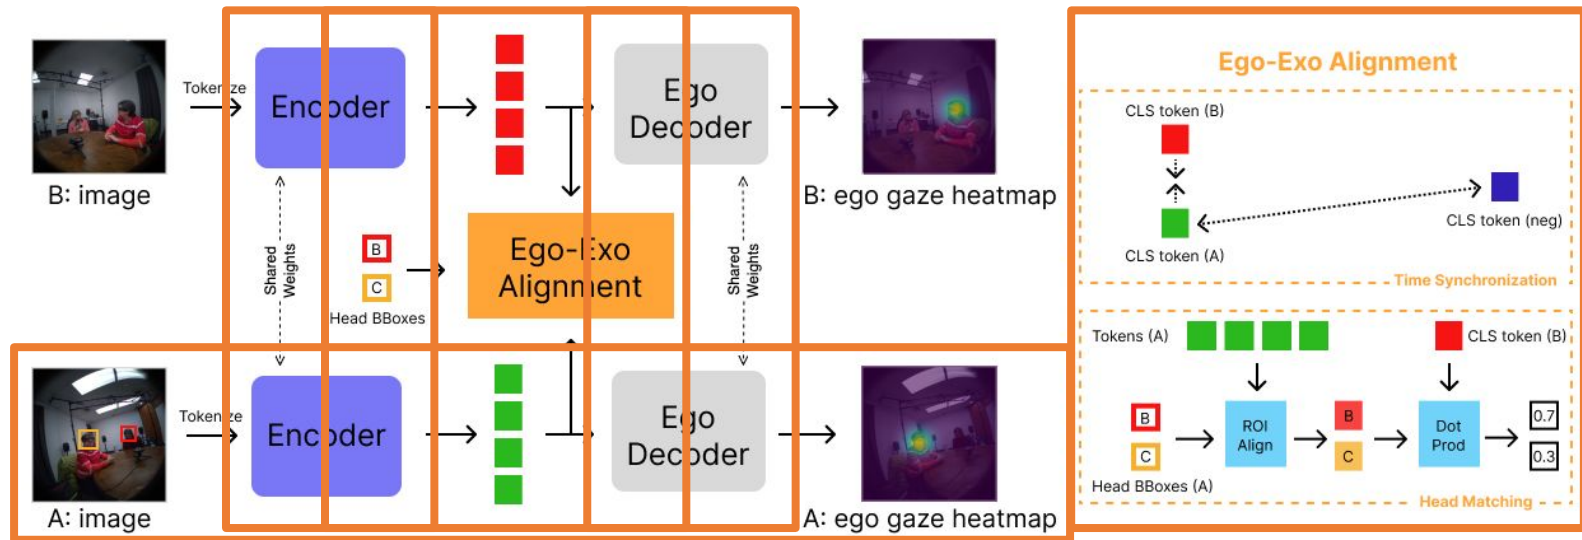 Tokenize
Encoder
Ego
Decoder
B: image
B: ego gaze heatmap
Shared
Weights
B
C
Head BBoxes
Ego-Exo
Alignment
Shared
Weights
Tokenize
Encoder
Ego
Decoder
A: image
A: ego gaze heatmap
Ego-Exo Alignment
CLS token (B)
CLS token (neg)
CLS token (A)
Time Synchronization
Tokens (A)
CLS token (B)
B
C
Head BBoxes (A)
ROI
Align
B
C
Dot
Prod
0.7
0.3
Head Matching